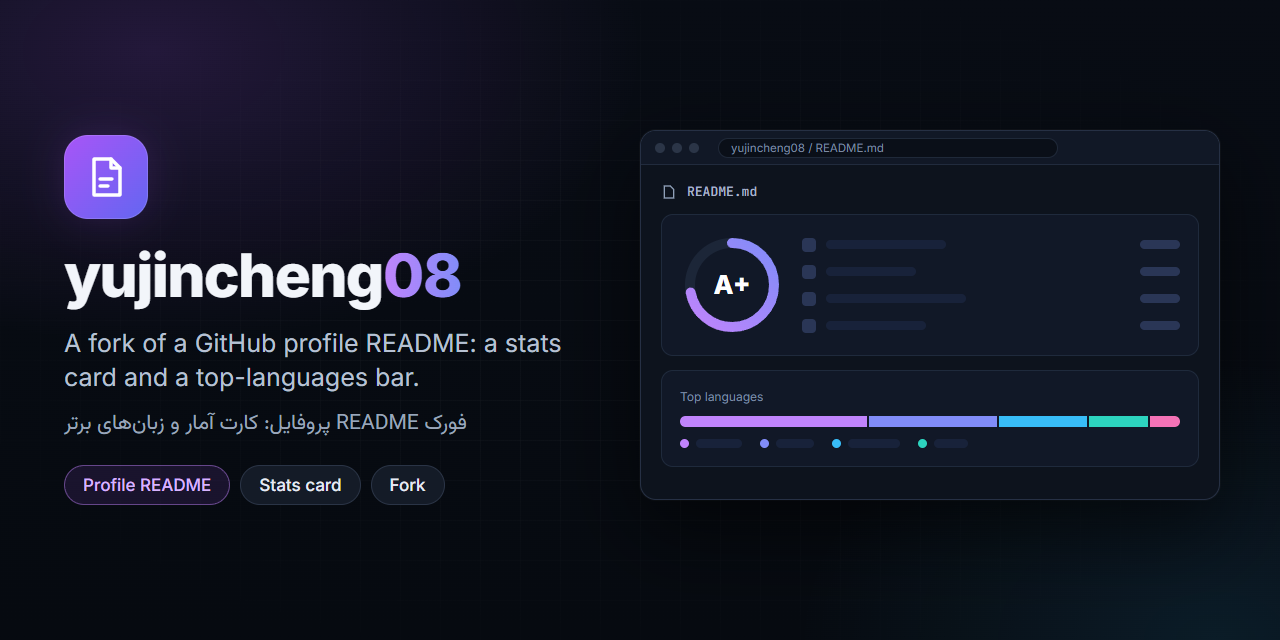 yujincheng08
A fork of a GitHub profile README: a stats
card and a top-languages bar.
فورک README پروفایل: کارت آمار و زبان‌های برتر
Profile README
Stats card
Fork
yujincheng08 / README.md
README.md
A+
Top languages